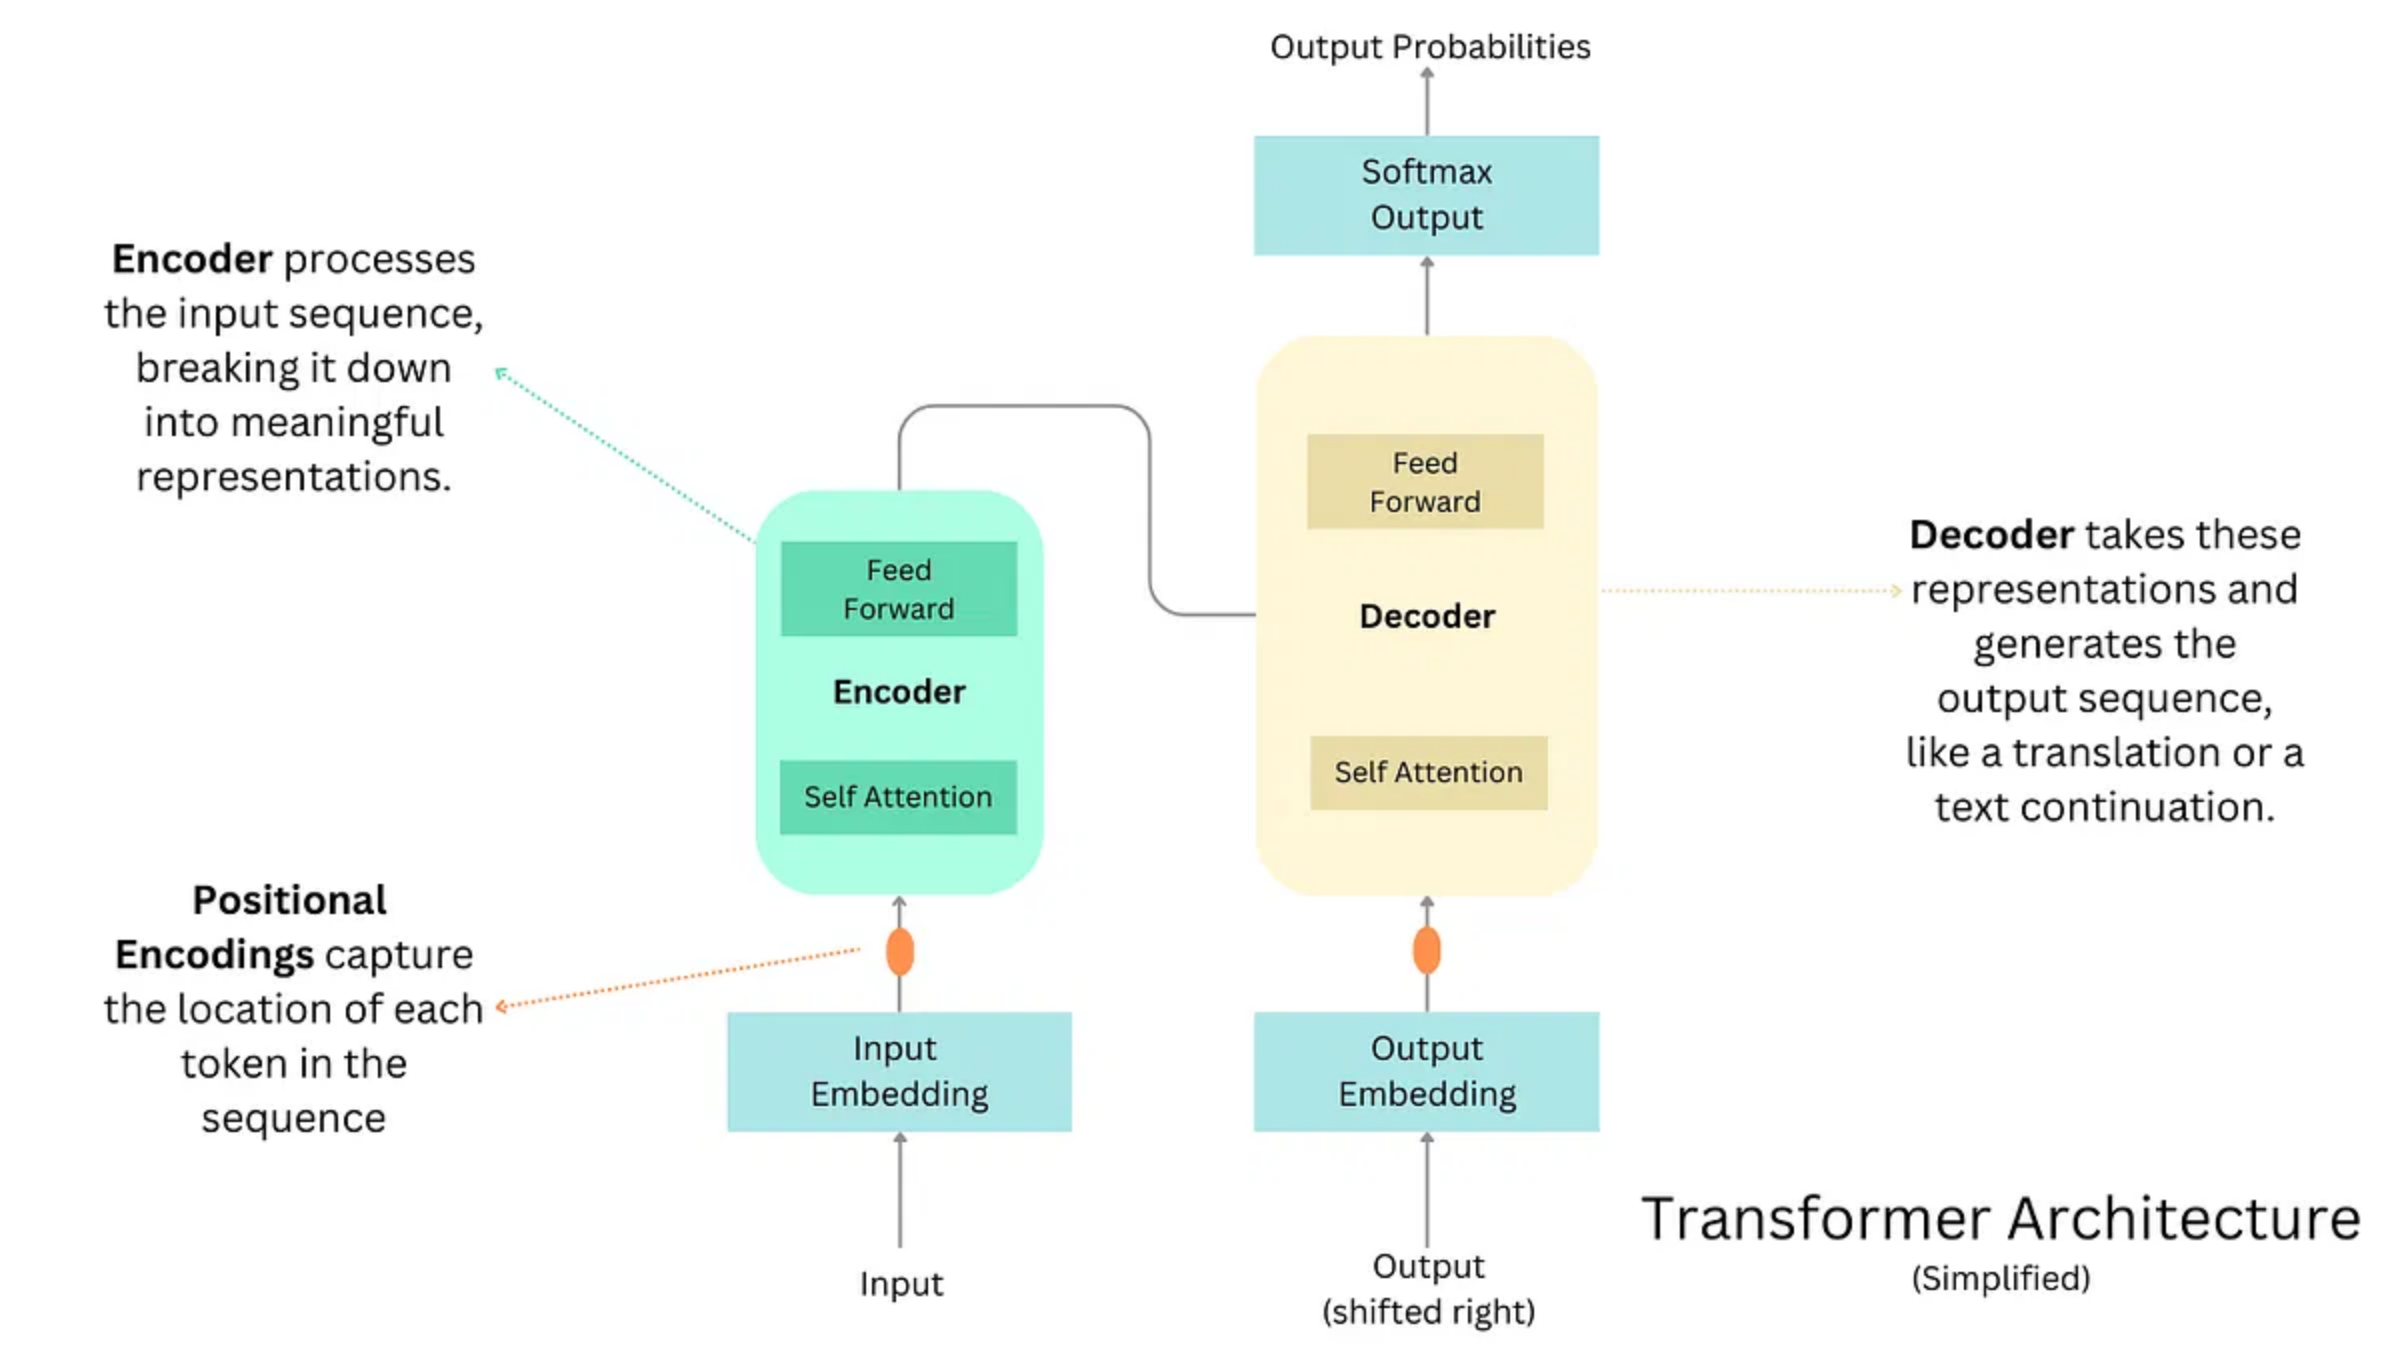 Output Probabilities
Softmax
Output
Encoder processes
the input sequence,
breaking it down
into meaningful
representations.
Feed
Forward
Decoder
Self Attention
Feed
Forward
Encoder
Self Attention
Decoder takes these
representations and
generates the
output sequence,
like a translation or a
text continuation.
Positional
Encodings capture
the location of each
token in the
sequence
Input
Embedding
Output
Embedding
Input
Output
(shifted right)
Transformer Architecture
(Simplified)